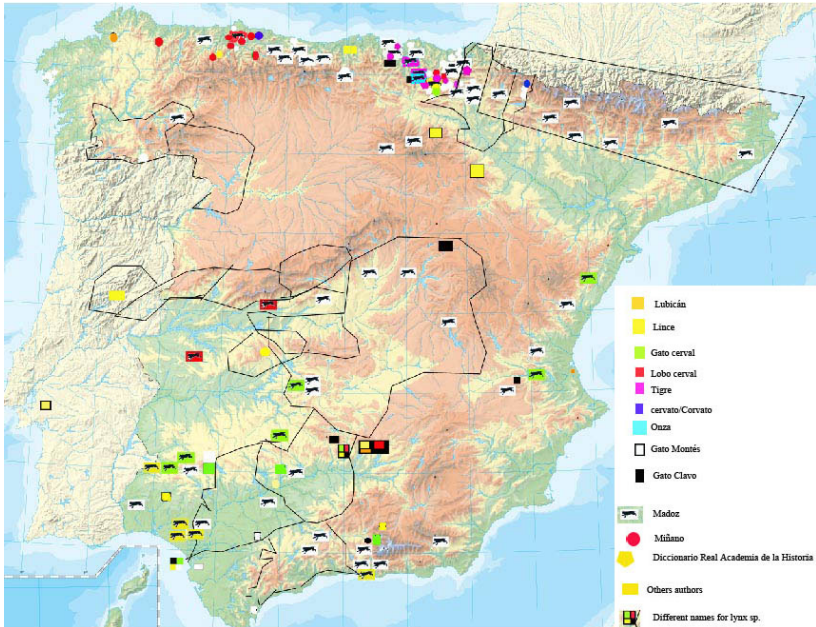 Lubicán
Lince
Gato cerval
Lobo cerval
Tigre
cervato/Corvato
Onza
Gato Montés
Gato Clavo
Madoz
Miñano
Diccionario Real Academia de la Historia
Others authors
Different names for lynx sp.